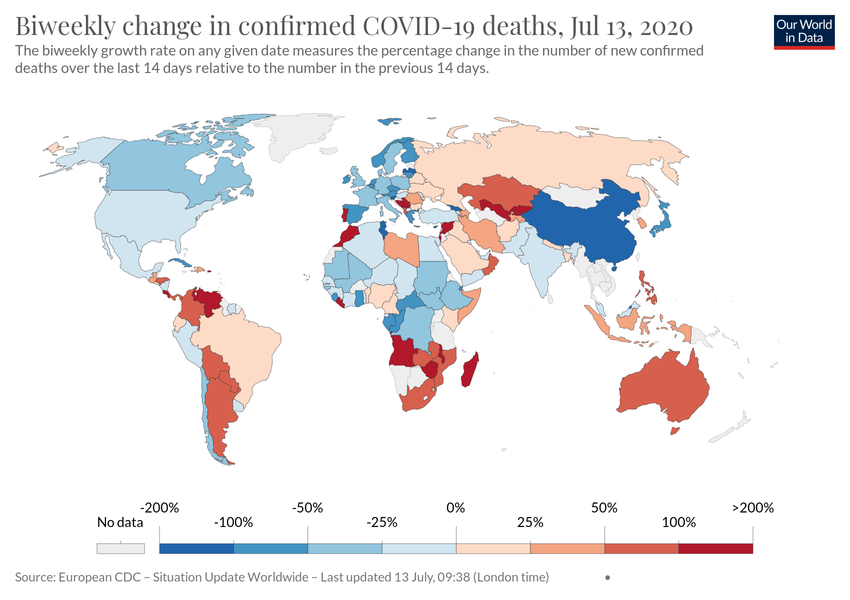 Biweekly change in confirmed COVID-19 deaths, Jul 13, 2020
Our World
in Data
The biweekly growth rate on any given date measures the percentage change in the number of new confirmed
deaths over the last 14 days relative to the number in the previous 14 days.
-200% -50% 0% 50% >200%
No data -100% -25% 25% 100%
Source: European CDC – Situation Update Worldwide – Last updated 13 July, 09:38 (London time) •